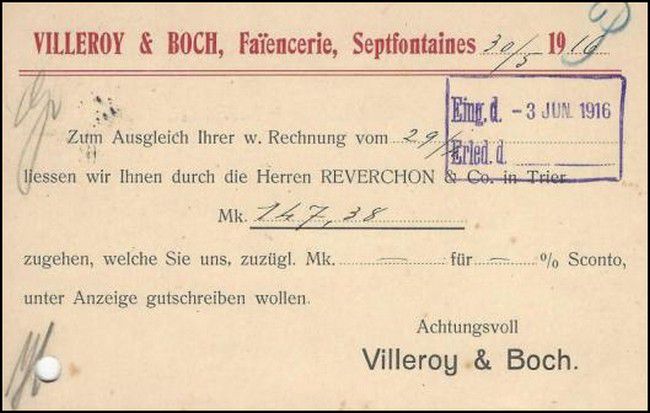 VILLEROY & BOCH, Faïencerie, Septfontaines 30/5 1916
Eing. d. - 3 JUN. 1916
Zum Ausgleich Ihrer w. Rechnung vom 29/
Erled. d.
liessen wir Ihnen durch die Herren REVERCHON & Co. in Trier
Mk. 147,38
zugehen, welche Sie uns, zuzügl. Mk. — für — % Sconto,
unter Anzeige gutschreiben wollen.
Achtungsvoll
Villeroy & Boch.